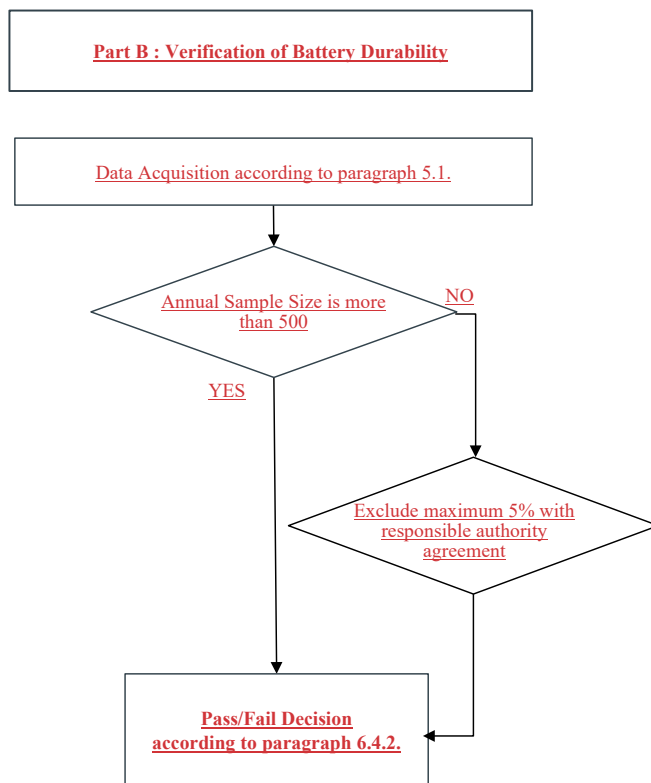 Part B : Verification of Battery Durability
Data Acquisition according to paragraph 5.1.
Annual Sample Size is more
than 500
NO
YES
Exclude maximum 5% with
responsible authority
agreement
Pass/Fail Decision
according to paragraph 6.4.2.